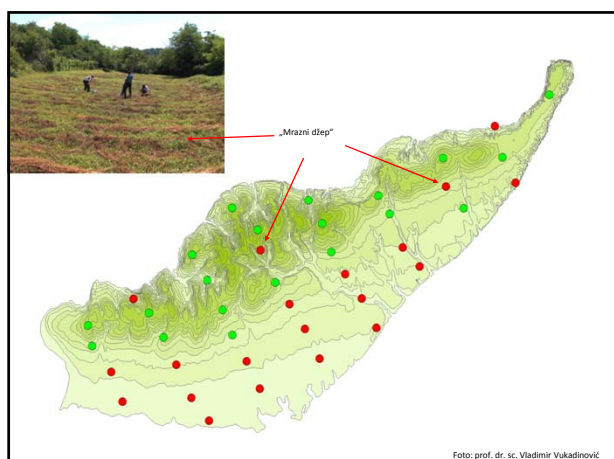 „Mrazni džep“
Foto: prof. dr. sc. Vladimir Vukadinović